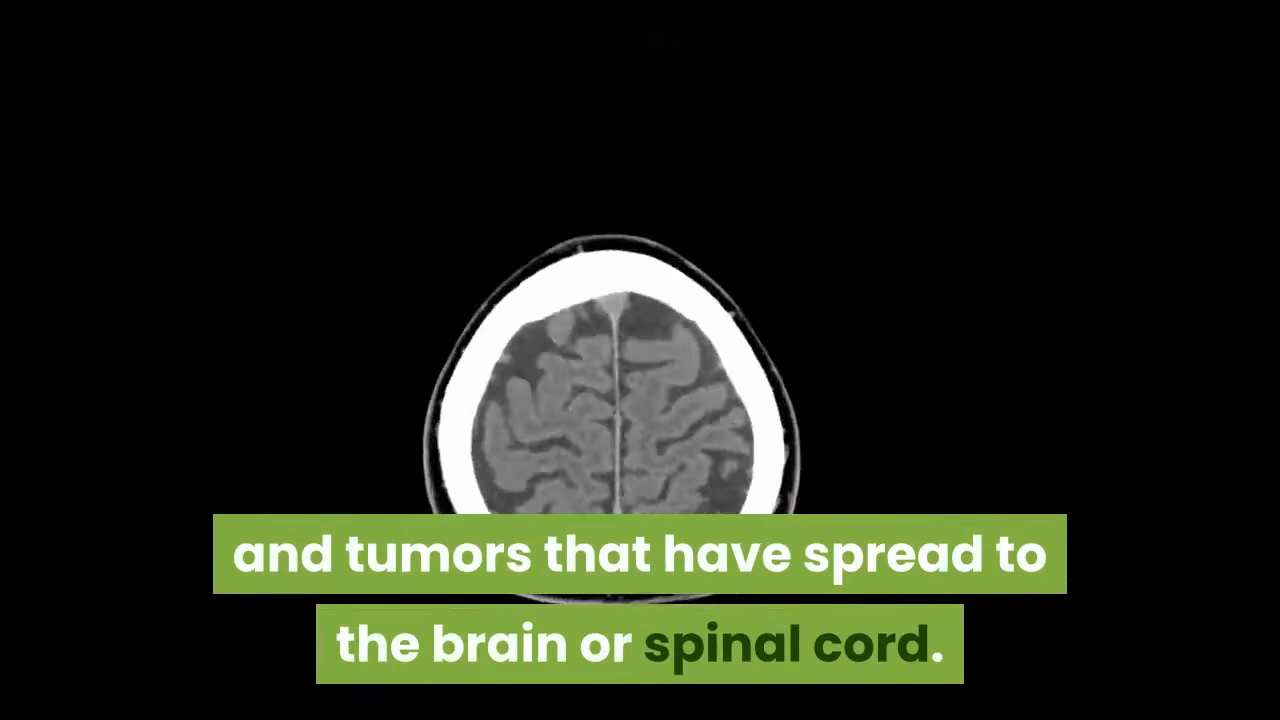 and tumors that have spread to
the brain or spinal cord.